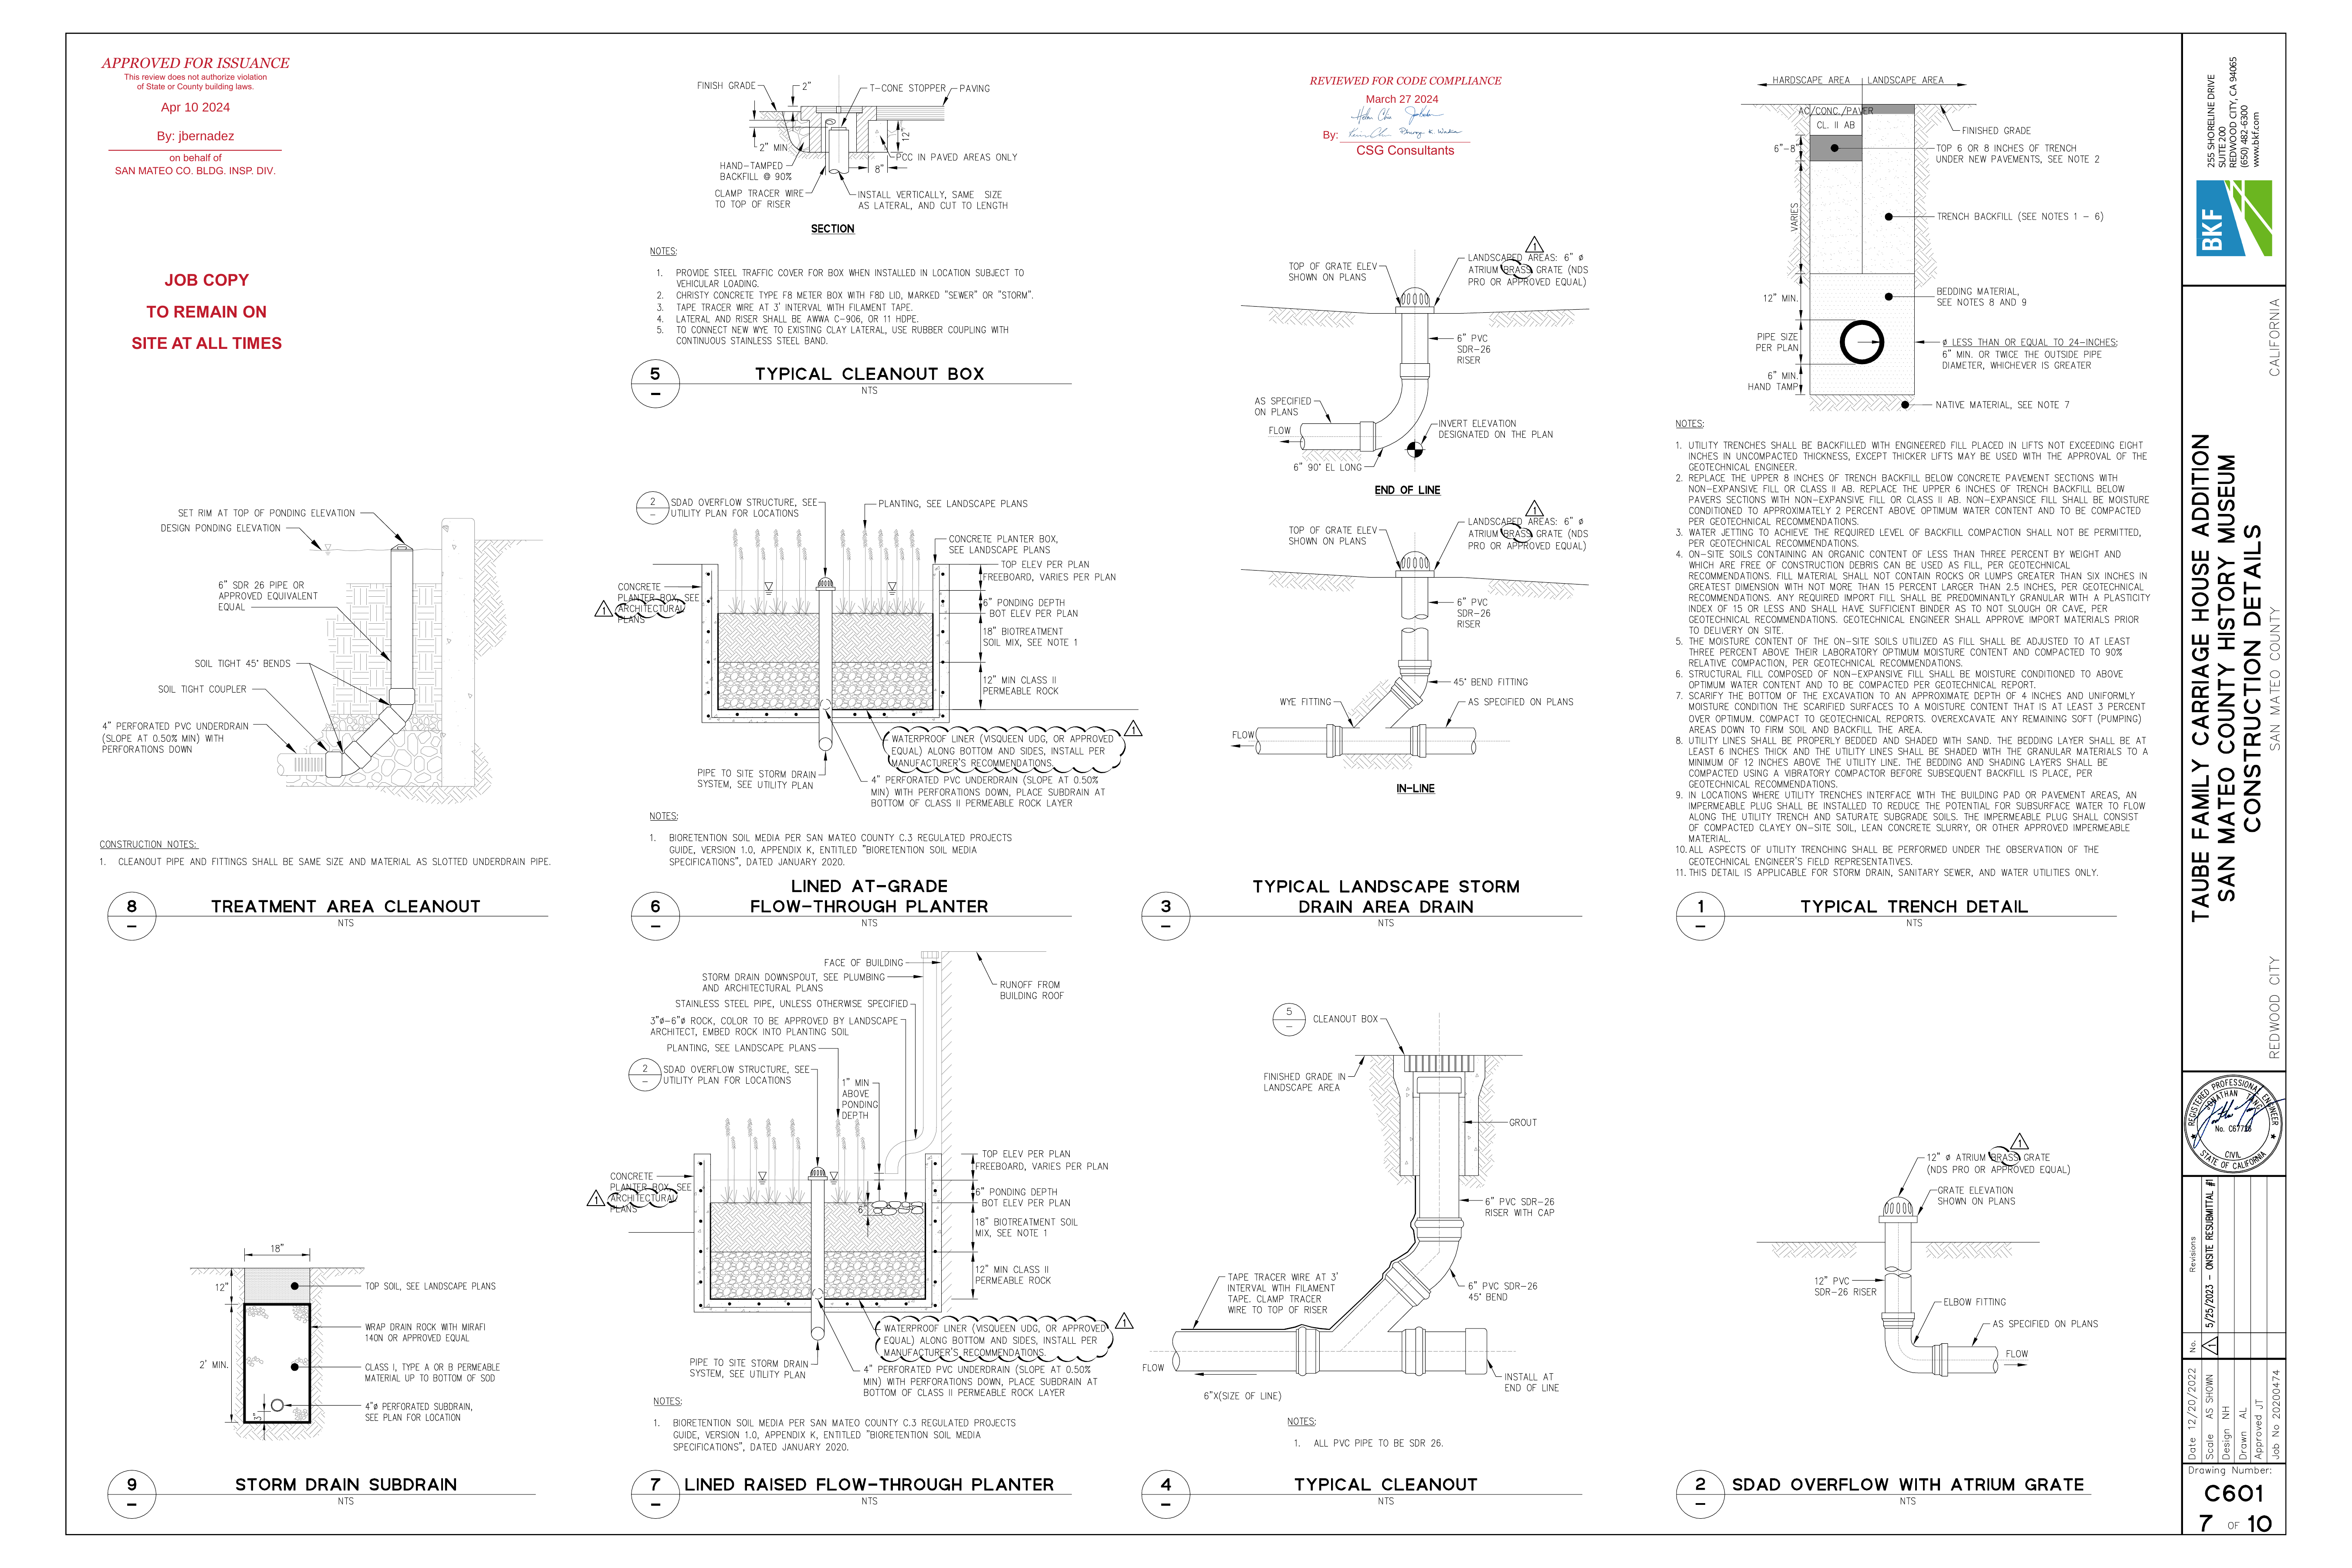 APPROVED FOR ISSUANCE
This review does not authorize violation
of State or County building laws.
Apr 10 2024
By: jbernadez
on behalf of
SAN MATEO CO. BLDG. INSP. DIV.
JOB COPY
TO REMAIN ON
SITE AT ALL TIMES
SET RIM AT TOP OF PONDING ELEVATION
DESIGN PONDING ELEVATION
6" SDR 26 PIPE OR
APPROVED EQUIVALENT
EQUAL
SOIL TIGHT 45° BENDS
SOIL TIGHT COUPLER
4" PERFORATED PVC UNDERDRAIN
(SLOPE AT 0.50% MIN) WITH
PERFORATIONS DOWN
CONSTRUCTION NOTES:
1. CLEANOUT PIPE AND FITTINGS SHALL BE SAME SIZE AND MATERIAL AS SLOTTED UNDERDRAIN PIPE.
8
–
TREATMENT AREA CLEANOUT
NTS
18"
12"
2' MIN.
3"
TOP SOIL, SEE LANDSCAPE PLANS
WRAP DRAIN ROCK WITH MIRAFI
140N OR APPROVED EQUAL
CLASS I, TYPE A OR B PERMEABLE
MATERIAL UP TO BOTTOM OF SOD
4"ø PERFORATED SUBDRAIN,
SEE PLAN FOR LOCATION
9
–
STORM DRAIN SUBDRAIN
NTS
FINISH GRADE
2"
T-CONE STOPPER
PAVING
2" MIN
12"
PCC IN PAVED AREAS ONLY
HAND-TAMPED
BACKFILL @ 90%
8"
CLAMP TRACER WIRE
TO TOP OF RISER
INSTALL VERTICALLY, SAME SIZE
AS LATERAL, AND CUT TO LENGTH
SECTION
NOTES:
1. PROVIDE STEEL TRAFFIC COVER FOR BOX WHEN INSTALLED IN LOCATION SUBJECT TO
VEHICULAR LOADING.
2. CHRISTY CONCRETE TYPE F8 METER BOX WITH F8D LID, MARKED "SEWER" OR "STORM".
3. TAPE TRACER WIRE AT 3' INTERVAL WITH FILAMENT TAPE.
4. LATERAL AND RISER SHALL BE AWWA C-906, OR 11 HDPE.
5. TO CONNECT NEW WYE TO EXISTING CLAY LATERAL, USE RUBBER COUPLING WITH
CONTINUOUS STAINLESS STEEL BAND.
5
–
TYPICAL CLEANOUT BOX
NTS
2
–
SDAD OVERFLOW STRUCTURE, SEE
UTILITY PLAN FOR LOCATIONS
PLANTING, SEE LANDSCAPE PLANS
CONCRETE PLANTER BOX,
SEE LANDSCAPE PLANS
TOP ELEV PER PLAN
FREEBOARD, VARIES PER PLAN
CONCRETE
PLANTER BOX, SEE
ARCHITECTURAL
PLANS
1
6" PONDING DEPTH
BOT ELEV PER PLAN
18" BIOTREATMENT
SOIL MIX, SEE NOTE 1
12" MIN CLASS II
PERMEABLE ROCK
1
WATERPROOF LINER (VISQUEEN UDG, OR APPROVED
EQUAL) ALONG BOTTOM AND SIDES, INSTALL PER
MANUFACTURER'S RECOMMENDATIONS.
PIPE TO SITE STORM DRAIN
SYSTEM, SEE UTILITY PLAN
4" PERFORATED PVC UNDERDRAIN (SLOPE AT 0.50%
MIN) WITH PERFORATIONS DOWN, PLACE SUBDRAIN AT
BOTTOM OF CLASS II PERMEABLE ROCK LAYER
NOTES:
1. BIORETENTION SOIL MEDIA PER SAN MATEO COUNTY C.3 REGULATED PROJECTS
GUIDE, VERSION 1.0, APPENDIX K, ENTITLED "BIORETENTION SOIL MEDIA
SPECIFICATIONS", DATED JANUARY 2020.
6
–
LINED AT-GRADE
FLOW-THROUGH PLANTER
NTS
FACE OF BUILDING
STORM DRAIN DOWNSPOUT, SEE PLUMBING
AND ARCHITECTURAL PLANS
RUNOFF FROM
BUILDING ROOF
STAINLESS STEEL PIPE, UNLESS OTHERWISE SPECIFIED
3"ø-6"ø ROCK, COLOR TO BE APPROVED BY LANDSCAPE
ARCHITECT, EMBED ROCK INTO PLANTING SOIL
PLANTING, SEE LANDSCAPE PLANS
2
–
SDAD OVERFLOW STRUCTURE, SEE
UTILITY PLAN FOR LOCATIONS
1" MIN
ABOVE
PONDING
DEPTH
TOP ELEV PER PLAN
FREEBOARD, VARIES PER PLAN
CONCRETE
PLANTER BOX, SEE
ARCHITECTURAL
PLANS
1
6"
6" PONDING DEPTH
BOT ELEV PER PLAN
18" BIOTREATMENT SOIL
MIX, SEE NOTE 1
12" MIN CLASS II
PERMEABLE ROCK
1
WATERPROOF LINER (VISQUEEN UDG, OR APPROVED
EQUAL) ALONG BOTTOM AND SIDES, INSTALL PER
MANUFACTURER'S RECOMMENDATIONS.
PIPE TO SITE STORM DRAIN
SYSTEM, SEE UTILITY PLAN
4" PERFORATED PVC UNDERDRAIN (SLOPE AT 0.50%
MIN) WITH PERFORATIONS DOWN, PLACE SUBDRAIN AT
BOTTOM OF CLASS II PERMEABLE ROCK LAYER
NOTES:
1. BIORETENTION SOIL MEDIA PER SAN MATEO COUNTY C.3 REGULATED PROJECTS
GUIDE, VERSION 1.0, APPENDIX K, ENTITLED "BIORETENTION SOIL MEDIA
SPECIFICATIONS", DATED JANUARY 2020.
7
–
LINED RAISED FLOW-THROUGH PLANTER
NTS
REVIEWED FOR CODE COMPLIANCE
March 27 2024
By:
CSG Consultants
1
TOP OF GRATE ELEV
SHOWN ON PLANS
LANDSCAPED AREAS: 6" ø
ATRIUM BRASS GRATE (NDS
PRO OR APPROVED EQUAL)
6" PVC
SDR-26
RISER
AS SPECIFIED
ON PLANS
FLOW
INVERT ELEVATION
DESIGNATED ON THE PLAN
6" 90° EL LONG
END OF LINE
1
TOP OF GRATE ELEV
SHOWN ON PLANS
LANDSCAPED AREAS: 6" ø
ATRIUM BRASS GRATE (NDS
PRO OR APPROVED EQUAL)
6" PVC
SDR-26
RISER
45° BEND FITTING
WYE FITTING
AS SPECIFIED ON PLANS
FLOW
IN-LINE
3
–
TYPICAL LANDSCAPE STORM
DRAIN AREA DRAIN
NTS
5
–
CLEANOUT BOX
FINISHED GRADE IN
LANDSCAPE AREA
GROUT
6" PVC SDR-26
RISER WITH CAP
TAPE TRACER WIRE AT 3'
INTERVAL WTIH FILAMENT
TAPE. CLAMP TRACER
WIRE TO TOP OF RISER
6" PVC SDR-26
45° BEND
FLOW
6"X(SIZE OF LINE)
INSTALL AT
END OF LINE
NOTES:
1. ALL PVC PIPE TO BE SDR 26.
4
–
TYPICAL CLEANOUT
NTS
HARDSCAPE AREA
LANDSCAPE AREA
AC/CONC./PAVER
CL. II AB
FINISHED GRADE
6"-8"
TOP 6 OR 8 INCHES OF TRENCH
UNDER NEW PAVEMENTS, SEE NOTE 2
VARIES
TRENCH BACKFILL (SEE NOTES 1 - 6)
12" MIN.
BEDDING MATERIAL,
SEE NOTES 8 AND 9
PIPE SIZE
PER PLAN
ø LESS THAN OR EQUAL TO 24-INCHES:
6" MIN. OR TWICE THE OUTSIDE PIPE
DIAMETER, WHICHEVER IS GREATER
6" MIN.
HAND TAMP
NATIVE MATERIAL, SEE NOTE 7
NOTES:
1. UTILITY TRENCHES SHALL BE BACKFILLED WITH ENGINEERED FILL PLACED IN LIFTS NOT EXCEEDING EIGHT
INCHES IN UNCOMPACTED THICKNESS, EXCEPT THICKER LIFTS MAY BE USED WITH THE APPROVAL OF THE
GEOTECHNICAL ENGINEER.
2. REPLACE THE UPPER 8 INCHES OF TRENCH BACKFILL BELOW CONCRETE PAVEMENT SECTIONS WITH
NON-EXPANSIVE FILL OR CLASS II AB. REPLACE THE UPPER 6 INCHES OF TRENCH BACKFILL BELOW
PAVERS SECTIONS WITH NON-EXPANSIVE FILL OR CLASS II AB. NON-EXPANSICE FILL SHALL BE MOISTURE
CONDITIONED TO APPROXIMATELY 2 PERCENT ABOVE OPTIMUM WATER CONTENT AND TO BE COMPACTED
PER GEOTECHNICAL RECOMMENDATIONS.
3. WATER JETTING TO ACHIEVE THE REQUIRED LEVEL OF BACKFILL COMPACTION SHALL NOT BE PERMITTED,
PER GEOTECHNICAL RECOMMENDATIONS.
4. ON-SITE SOILS CONTAINING AN ORGANIC CONTENT OF LESS THAN THREE PERCENT BY WEIGHT AND
WHICH ARE FREE OF CONSTRUCTION DEBRIS CAN BE USED AS FILL, PER GEOTECHNICAL
RECOMMENDATIONS. FILL MATERIAL SHALL NOT CONTAIN ROCKS OR LUMPS GREATER THAN SIX INCHES IN
GREATEST DIMENSION WITH NOT MORE THAN 15 PERCENT LARGER THAN 2.5 INCHES, PER GEOTECHNICAL
RECOMMENDATIONS. ANY REQUIRED IMPORT FILL SHALL BE PREDOMINANTLY GRANULAR WITH A PLASTICITY
INDEX OF 15 OR LESS AND SHALL HAVE SUFFICIENT BINDER AS TO NOT SLOUGH OR CAVE, PER
GEOTECHNICAL RECOMMENDATIONS. GEOTECHNICAL ENGINEER SHALL APPROVE IMPORT MATERIALS PRIOR
TO DELIVERY ON SITE.
5. THE MOISTURE CONTENT OF THE ON-SITE SOILS UTILIZED AS FILL SHALL BE ADJUSTED TO AT LEAST
THREE PERCENT ABOVE THEIR LABORATORY OPTIMUM MOISTURE CONTENT AND COMPACTED TO 90%
RELATIVE COMPACTION, PER GEOTECHNICAL RECOMMENDATIONS.
6. STRUCTURAL FILL COMPOSED OF NON-EXPANSIVE FILL SHALL BE MOISTURE CONDITIONED TO ABOVE
OPTIMUM WATER CONTENT AND TO BE COMPACTED PER GEOTECHNICAL REPORT.
7. SCARIFY THE BOTTOM OF THE EXCAVATION TO AN APPROXIMATE DEPTH OF 4 INCHES AND UNIFORMLY
MOISTURE CONDITION THE SCARIFIED SURFACES TO A MOISTURE CONTENT THAT IS AT LEAST 3 PERCENT
OVER OPTIMUM. COMPACT TO GEOTECHNICAL REPORTS. OVEREXCAVATE ANY REMAINING SOFT (PUMPING)
AREAS DOWN TO FIRM SOIL AND BACKFILL THE AREA.
8. UTILITY LINES SHALL BE PROPERLY BEDDED AND SHADED WITH SAND. THE BEDDING LAYER SHALL BE AT
LEAST 6 INCHES THICK AND THE UTILITY LINES SHALL BE SHADED WITH THE GRANULAR MATERIALS TO A
MINIMUM OF 12 INCHES ABOVE THE UTILITY LINE. THE BEDDING AND SHADING LAYERS SHALL BE
COMPACTED USING A VIBRATORY COMPACTOR BEFORE SUBSEQUENT BACKFILL IS PLACE, PER
GEOTECHNICAL RECOMMENDATIONS.
9. IN LOCATIONS WHERE UTILITY TRENCHES INTERFACE WITH THE BUILDING PAD OR PAVEMENT AREAS, AN
IMPERMEABLE PLUG SHALL BE INSTALLED TO REDUCE THE POTENTIAL FOR SUBSURFACE WATER TO FLOW
ALONG THE UTILITY TRENCH AND SATURATE SUBGRADE SOILS. THE IMPERMEABLE PLUG SHALL CONSIST
OF COMPACTED CLAYEY ON-SITE SOIL, LEAN CONCRETE SLURRY, OR OTHER APPROVED IMPERMEABLE
MATERIAL.
10. ALL ASPECTS OF UTILITY TRENCHING SHALL BE PERFORMED UNDER THE OBSERVATION OF THE
GEOTECHNICAL ENGINEER'S FIELD REPRESENTATIVES.
11. THIS DETAIL IS APPLICABLE FOR STORM DRAIN, SANITARY SEWER, AND WATER UTILITIES ONLY.
1
–
TYPICAL TRENCH DETAIL
NTS
1
12" ø ATRIUM BRASS GRATE
(NDS PRO OR APPROVED EQUAL)
GRATE ELEVATION
SHOWN ON PLANS
12" PVC
SDR-26 RISER
ELBOW FITTING
AS SPECIFIED ON PLANS
FLOW
2
–
SDAD OVERFLOW WITH ATRIUM GRATE
NTS
255 SHORELINE DRIVE
SUITE 200
REDWOOD CITY, CA 94065
(650) 482-6300
www.bkf.com
BKF
TAUBE FAMILY CARRIAGE HOUSE ADDITION
SAN MATEO COUNTY HISTORY MUSEUM
CONSTRUCTION DETAILS
REDWOOD CITY
SAN MATEO COUNTY
CALIFORNIA
REGISTERED PROFESSIONAL ENGINEER
JONATHAN TANG
No. C67723
CIVIL
STATE OF CALIFORNIA
Revisions
5/25/2023 - ONSITE RESUBMITTAL #1
No.
1
Date 12/20/2022
Scale AS SHOWN
Design NH
Drawn AL
Approved JT
Job No 20200474
Drawing Number:
C601
7 OF 10